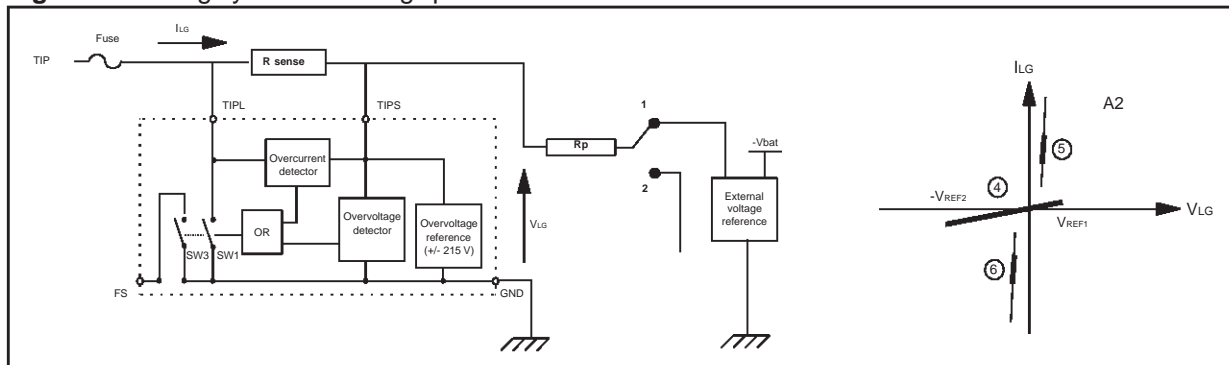 Fuse
ILG
TIP
R sense
TIPL
TIPS
1
Rp
-Vbat
2
Overcurrent
detector
OR
Overvoltage
detector
Overvoltage
reference
(+/- 215 V)
VLG
External
voltage
reference
SW3
SW1
FS
GND
ILG
A2
5
4
-VREF2
VLG
VREF1
6